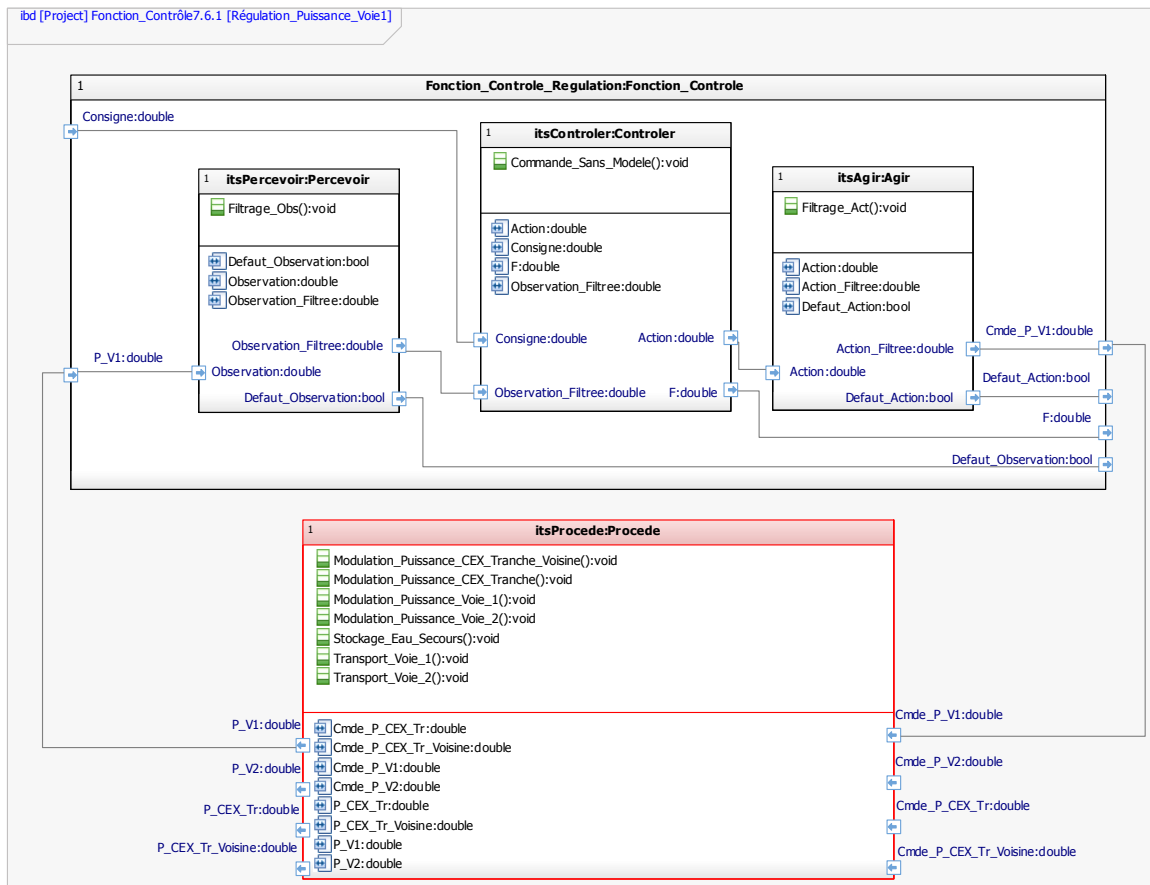 ibd [Project] Fonction_Contrôle7.6.1 [Régulation_Puissance_Voie1]
1
Fonction_Controle_Regulation:Fonction_Controle
Consigne:double
P_V1:double
1
itsPercevoir:Percevoir
Filtrage_Obs():void
Defaut_Observation:bool
Observation:double
Observation_Filtree:double
Observation_Filtree:double
Observation:double
Defaut_Observation:bool
1
itsControler:Controler
Commande_Sans_Modele():void
Action:double
Consigne:double
F:double
Observation_Filtree:double
Consigne:double
Action:double
Observation_Filtree:double
F:double
1
itsAgir:Agir
Filtrage_Act():void
Action:double
Action_Filtree:double
Defaut_Action:bool
Action_Filtree:double
Action:double
Defaut_Action:bool
Cmde_P_V1:double
Defaut_Action:bool
F:double
Defaut_Observation:bool
1
itsProcede:Procede
Modulation_Puissance_CEX_Tranche_Voisine():void
Modulation_Puissance_CEX_Tranche():void
Modulation_Puissance_Voie_1():void
Modulation_Puissance_Voie_2():void
Stockage_Eau_Secours():void
Transport_Voie_1():void
Transport_Voie_2():void
Cmde_P_CEX_Tr:double
Cmde_P_CEX_Tr_Voisine:double
Cmde_P_V1:double
Cmde_P_V2:double
P_CEX_Tr:double
P_CEX_Tr_Voisine:double
P_V1:double
P_V2:double
P_V1:double
P_V2:double
P_CEX_Tr:double
P_CEX_Tr_Voisine:double
Cmde_P_V1:double
Cmde_P_V2:double
Cmde_P_CEX_Tr:double
Cmde_P_CEX_Tr_Voisine:double